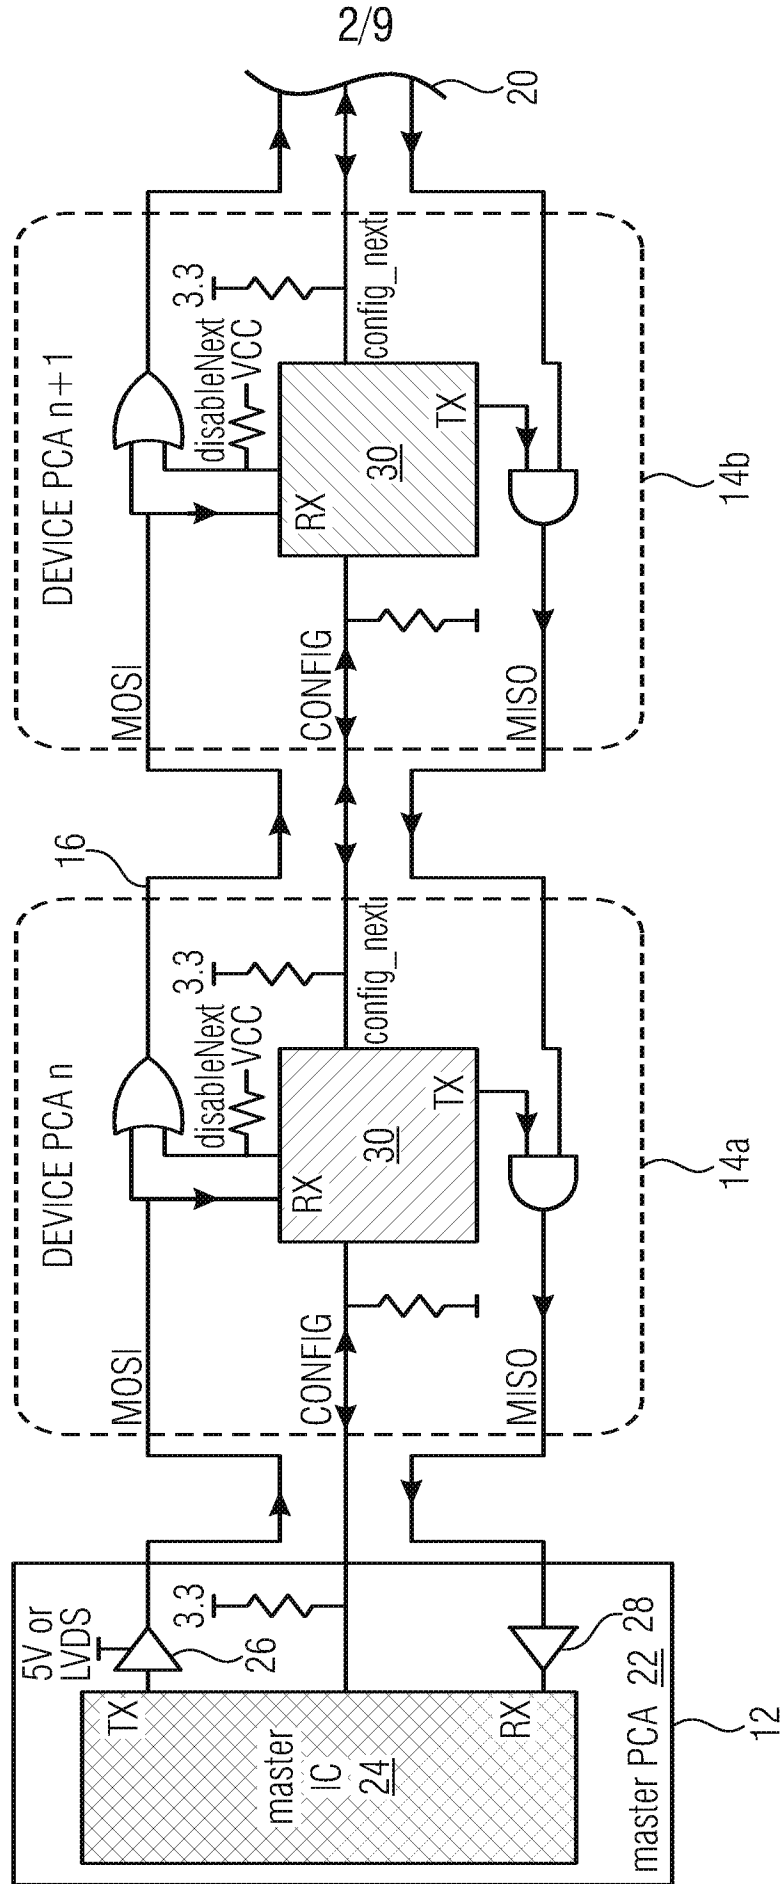 2/9
20
DEVICE PCA n+1
3.3
disableNext
VCC
config_next
30
RX
TX
MOSI
CONFIG
MISO
14b
16
DEVICE PCA n
3.3
disableNext
VCC
config_next
30
RX
TX
MOSI
CONFIG
MISO
14a
5V or
LVDS
26
3.3
28
TX
master
IC
24
RX
master PCA 22
12